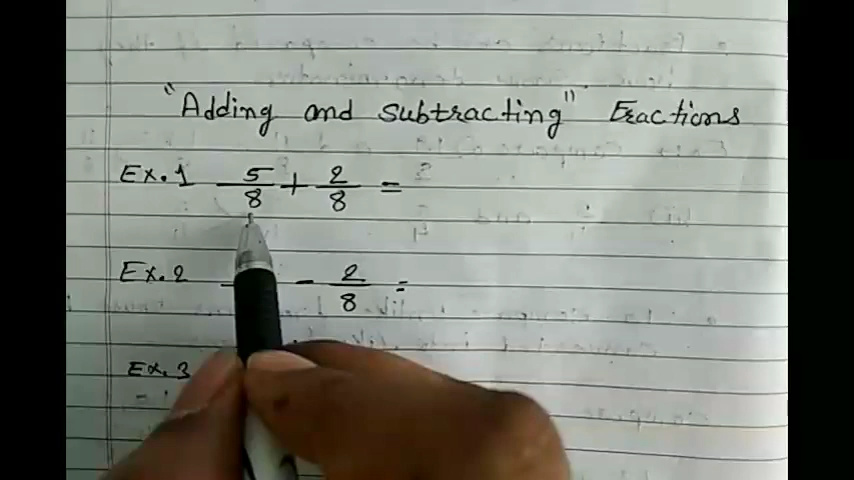 "Adding and subtracting" Fractions
Ex.1 5/8 + 2/8 =
Ex.2 - 2/8 =
Ex.3